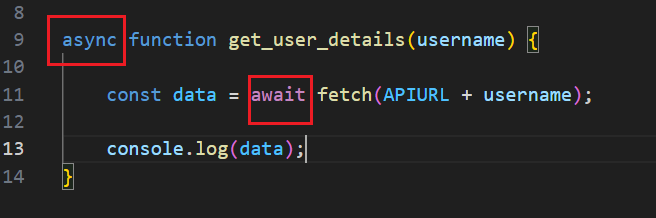 8
9 async function get_user_details(username) {
10
11 const data = await fetch(APIURL + username);
12
13 console.log(data);
14 }